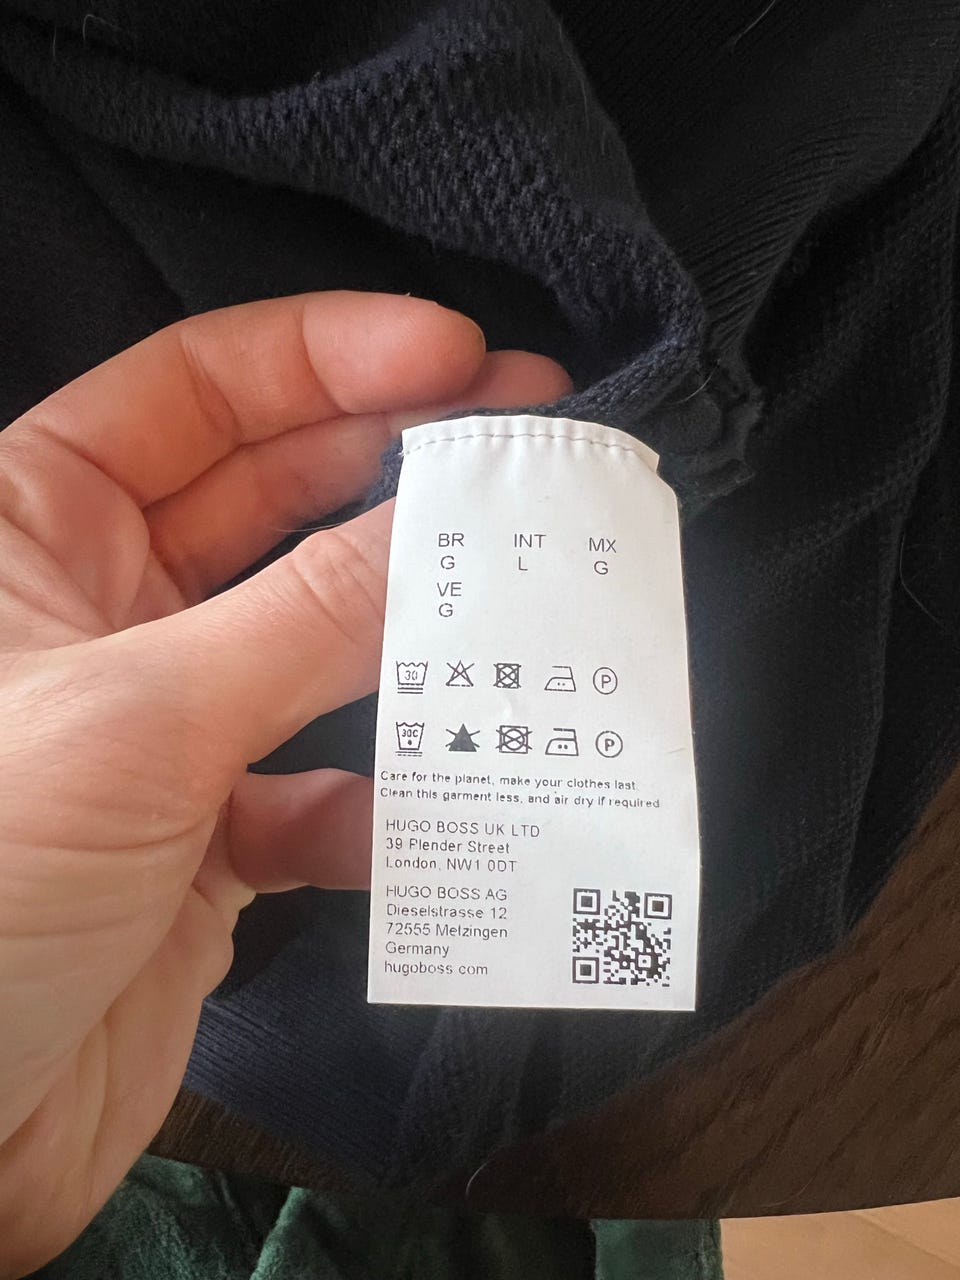 BR INT MX
G L G
VE
G
30 P
30C P
Care for the planet, make your clothes last.
Clean this garment less, and air dry if required
HUGO BOSS UK LTD
39 Plender Street
London, NW1 0DT
HUGO BOSS AG
Dieselstrasse 12
72555 Metzingen
Germany
hugoboss.com